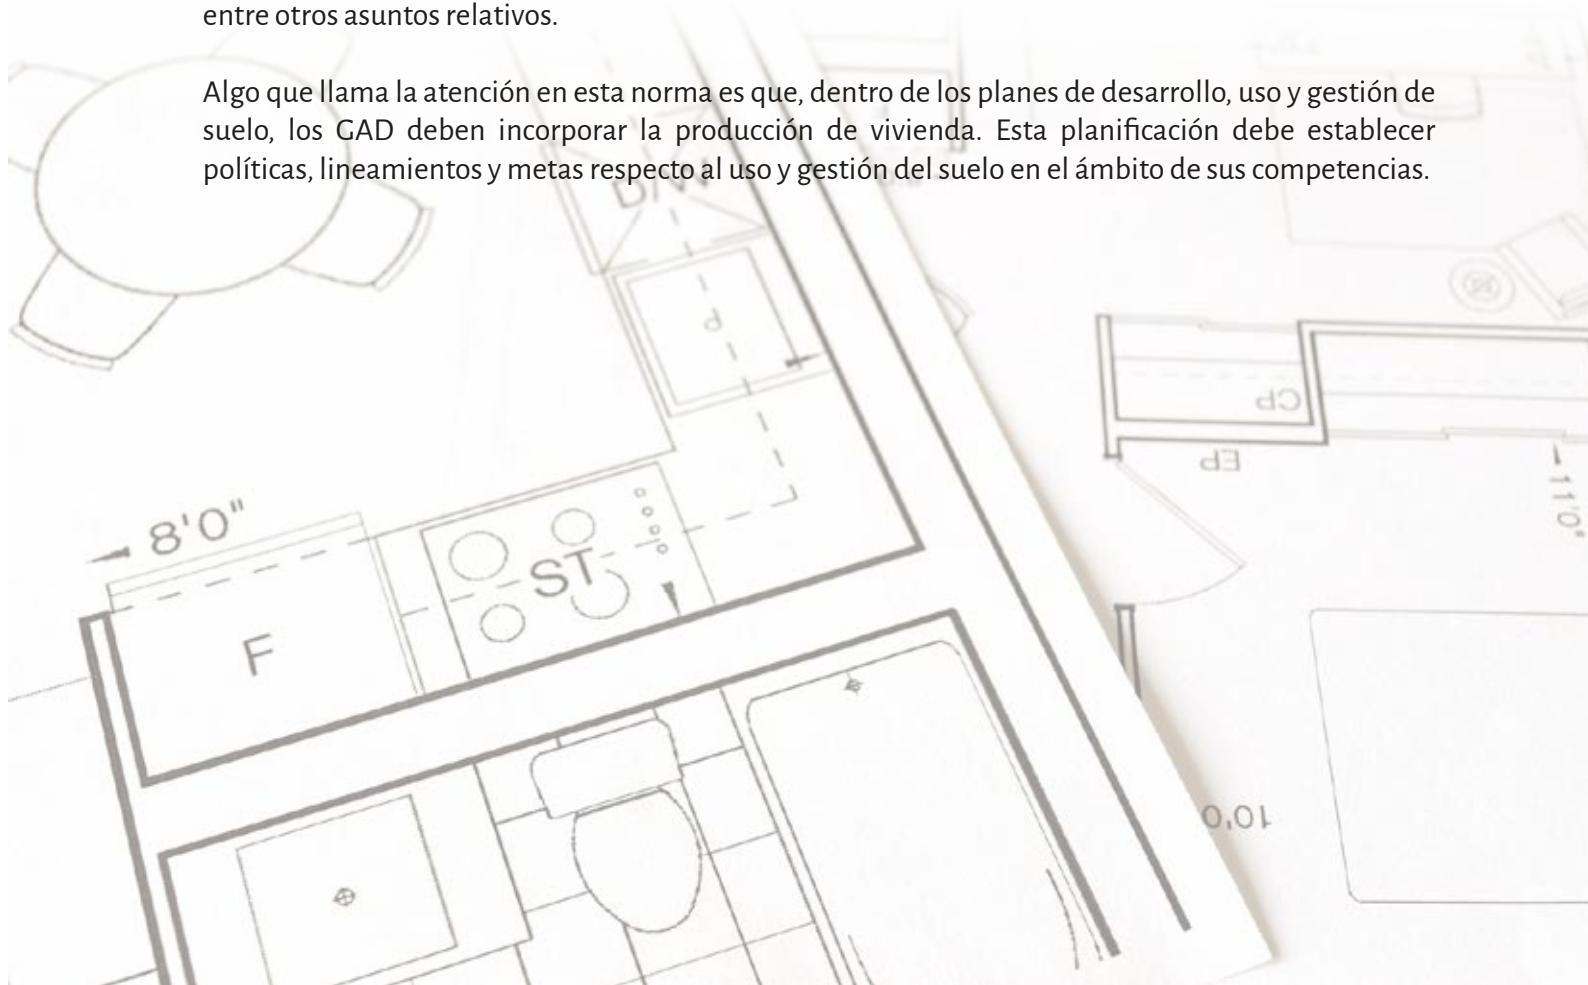 entre otros asuntos relativos.
Algo que llama la atención en esta norma es que, dentro de los planes de desarrollo, uso y gestión de
suelo, los GAD deben incorporar la producción de vivienda. Esta planificación debe establecer
políticas, lineamientos y metas respecto al uso y gestión del suelo en el ámbito de sus competencias.
D/W
CP
EP
11'0"
8'0"
ST
F
10'0